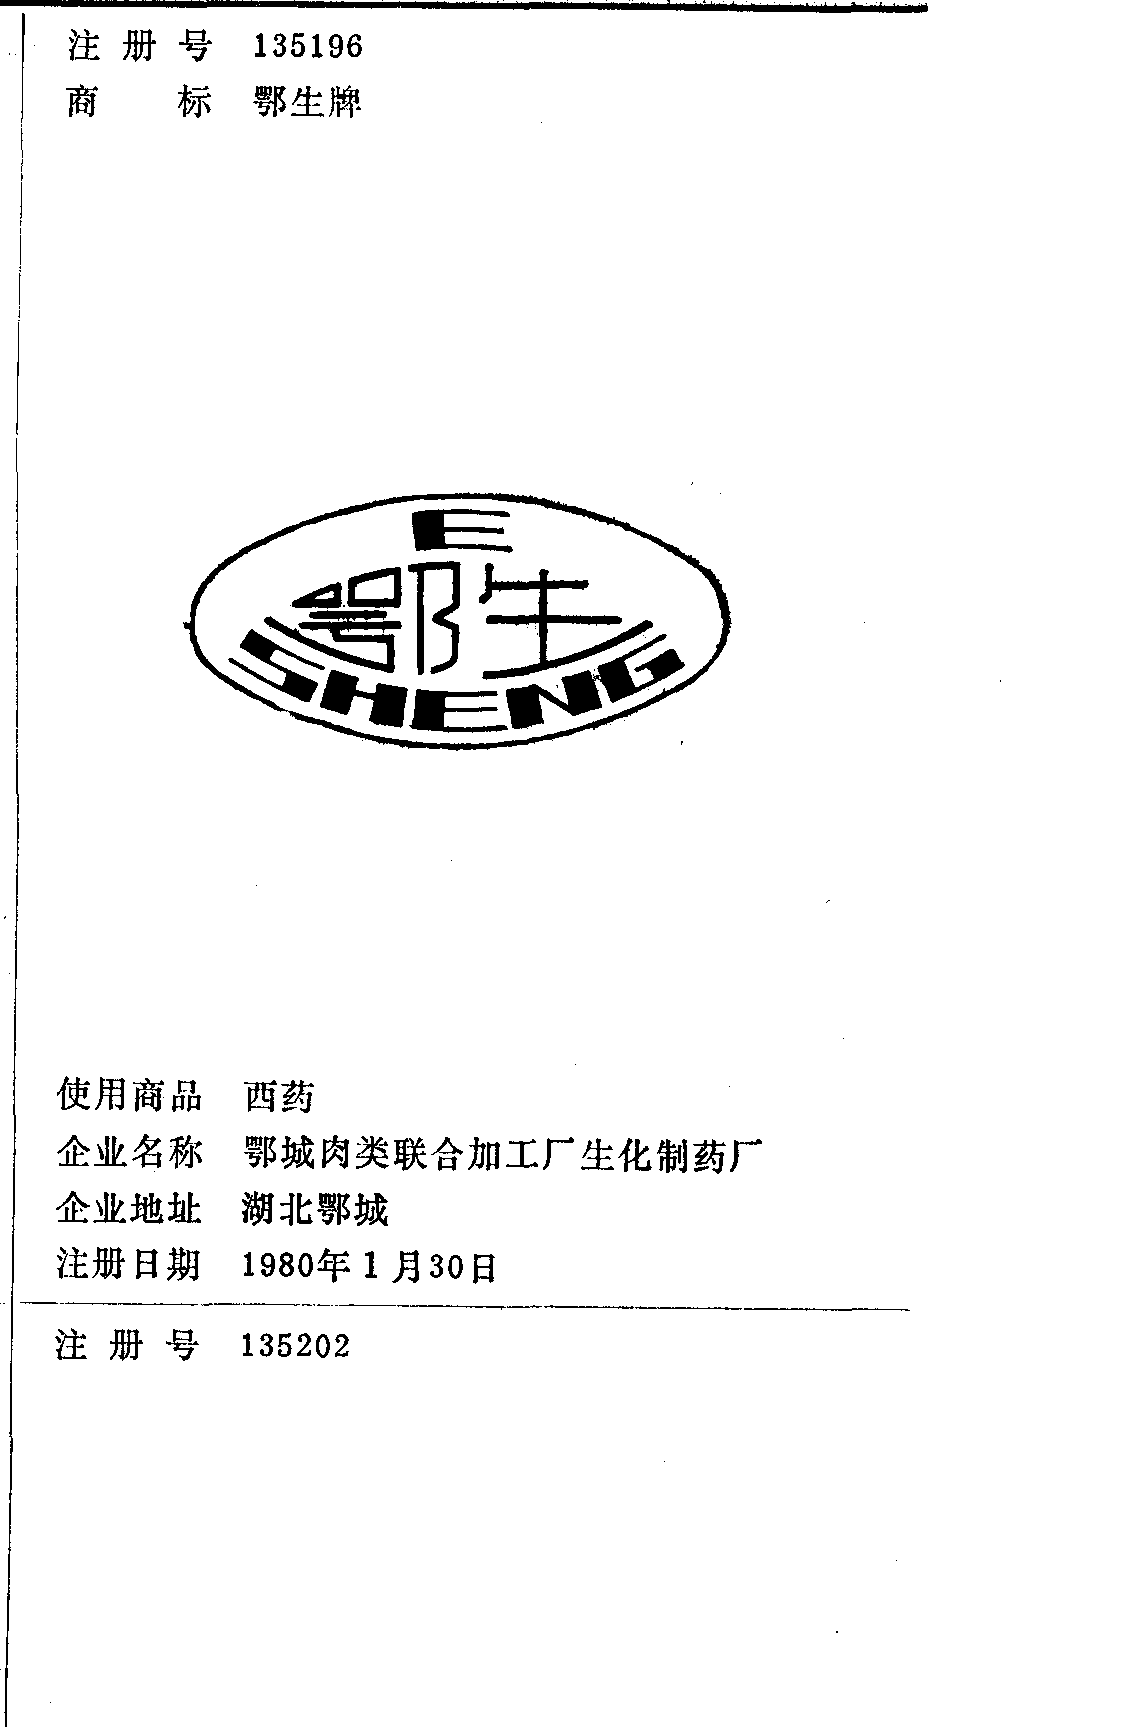 注册号 135196
商标 鄂生牌
E
鄂生
SHENG
使用商品 西药
企业名称 鄂城肉类联合加工厂生化制药厂
企业地址 湖北鄂城
注册日期 1980年1月30日
注册号 135202